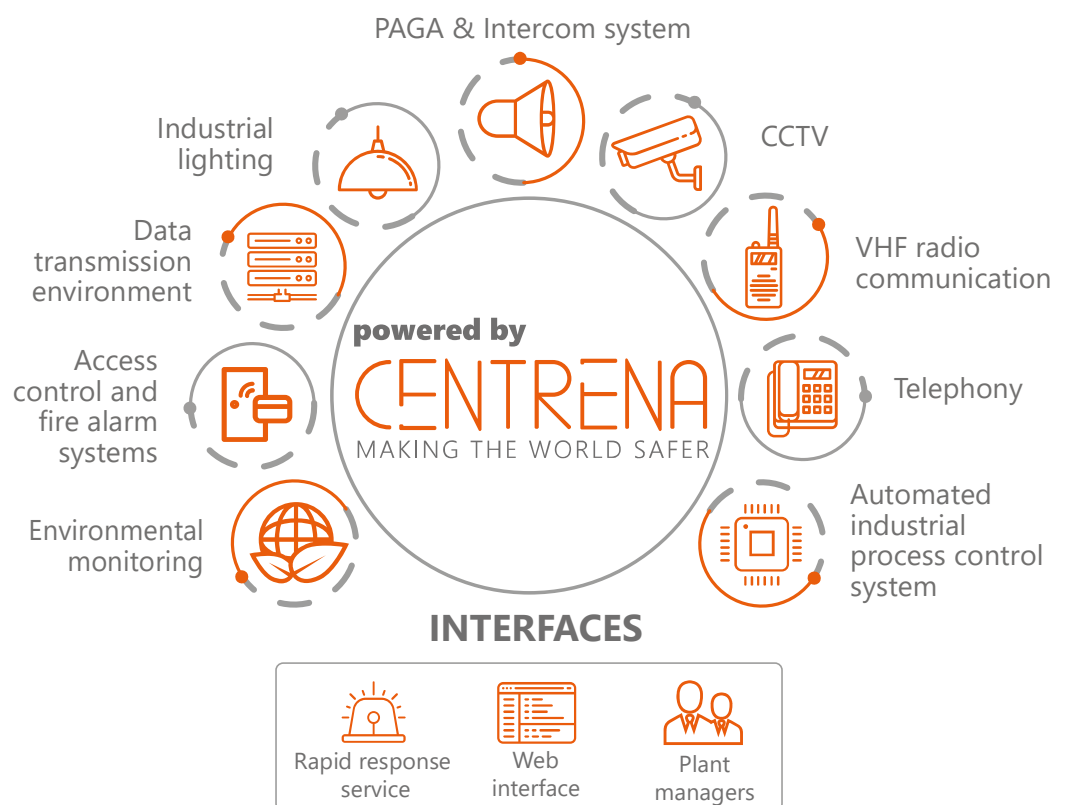 PAGA & Intercom system
Industrial
lighting
CCTV
Data
transmission
environment
VHF radio
communication
powered by
CENTRENA
MAKING THE WORLD SAFER
Access
control and
fire alarm
systems
Telephony
Environmental
monitoring
Automated
industrial
process control
system
INTERFACES
Rapid response
service
Web
interface
Plant
managers